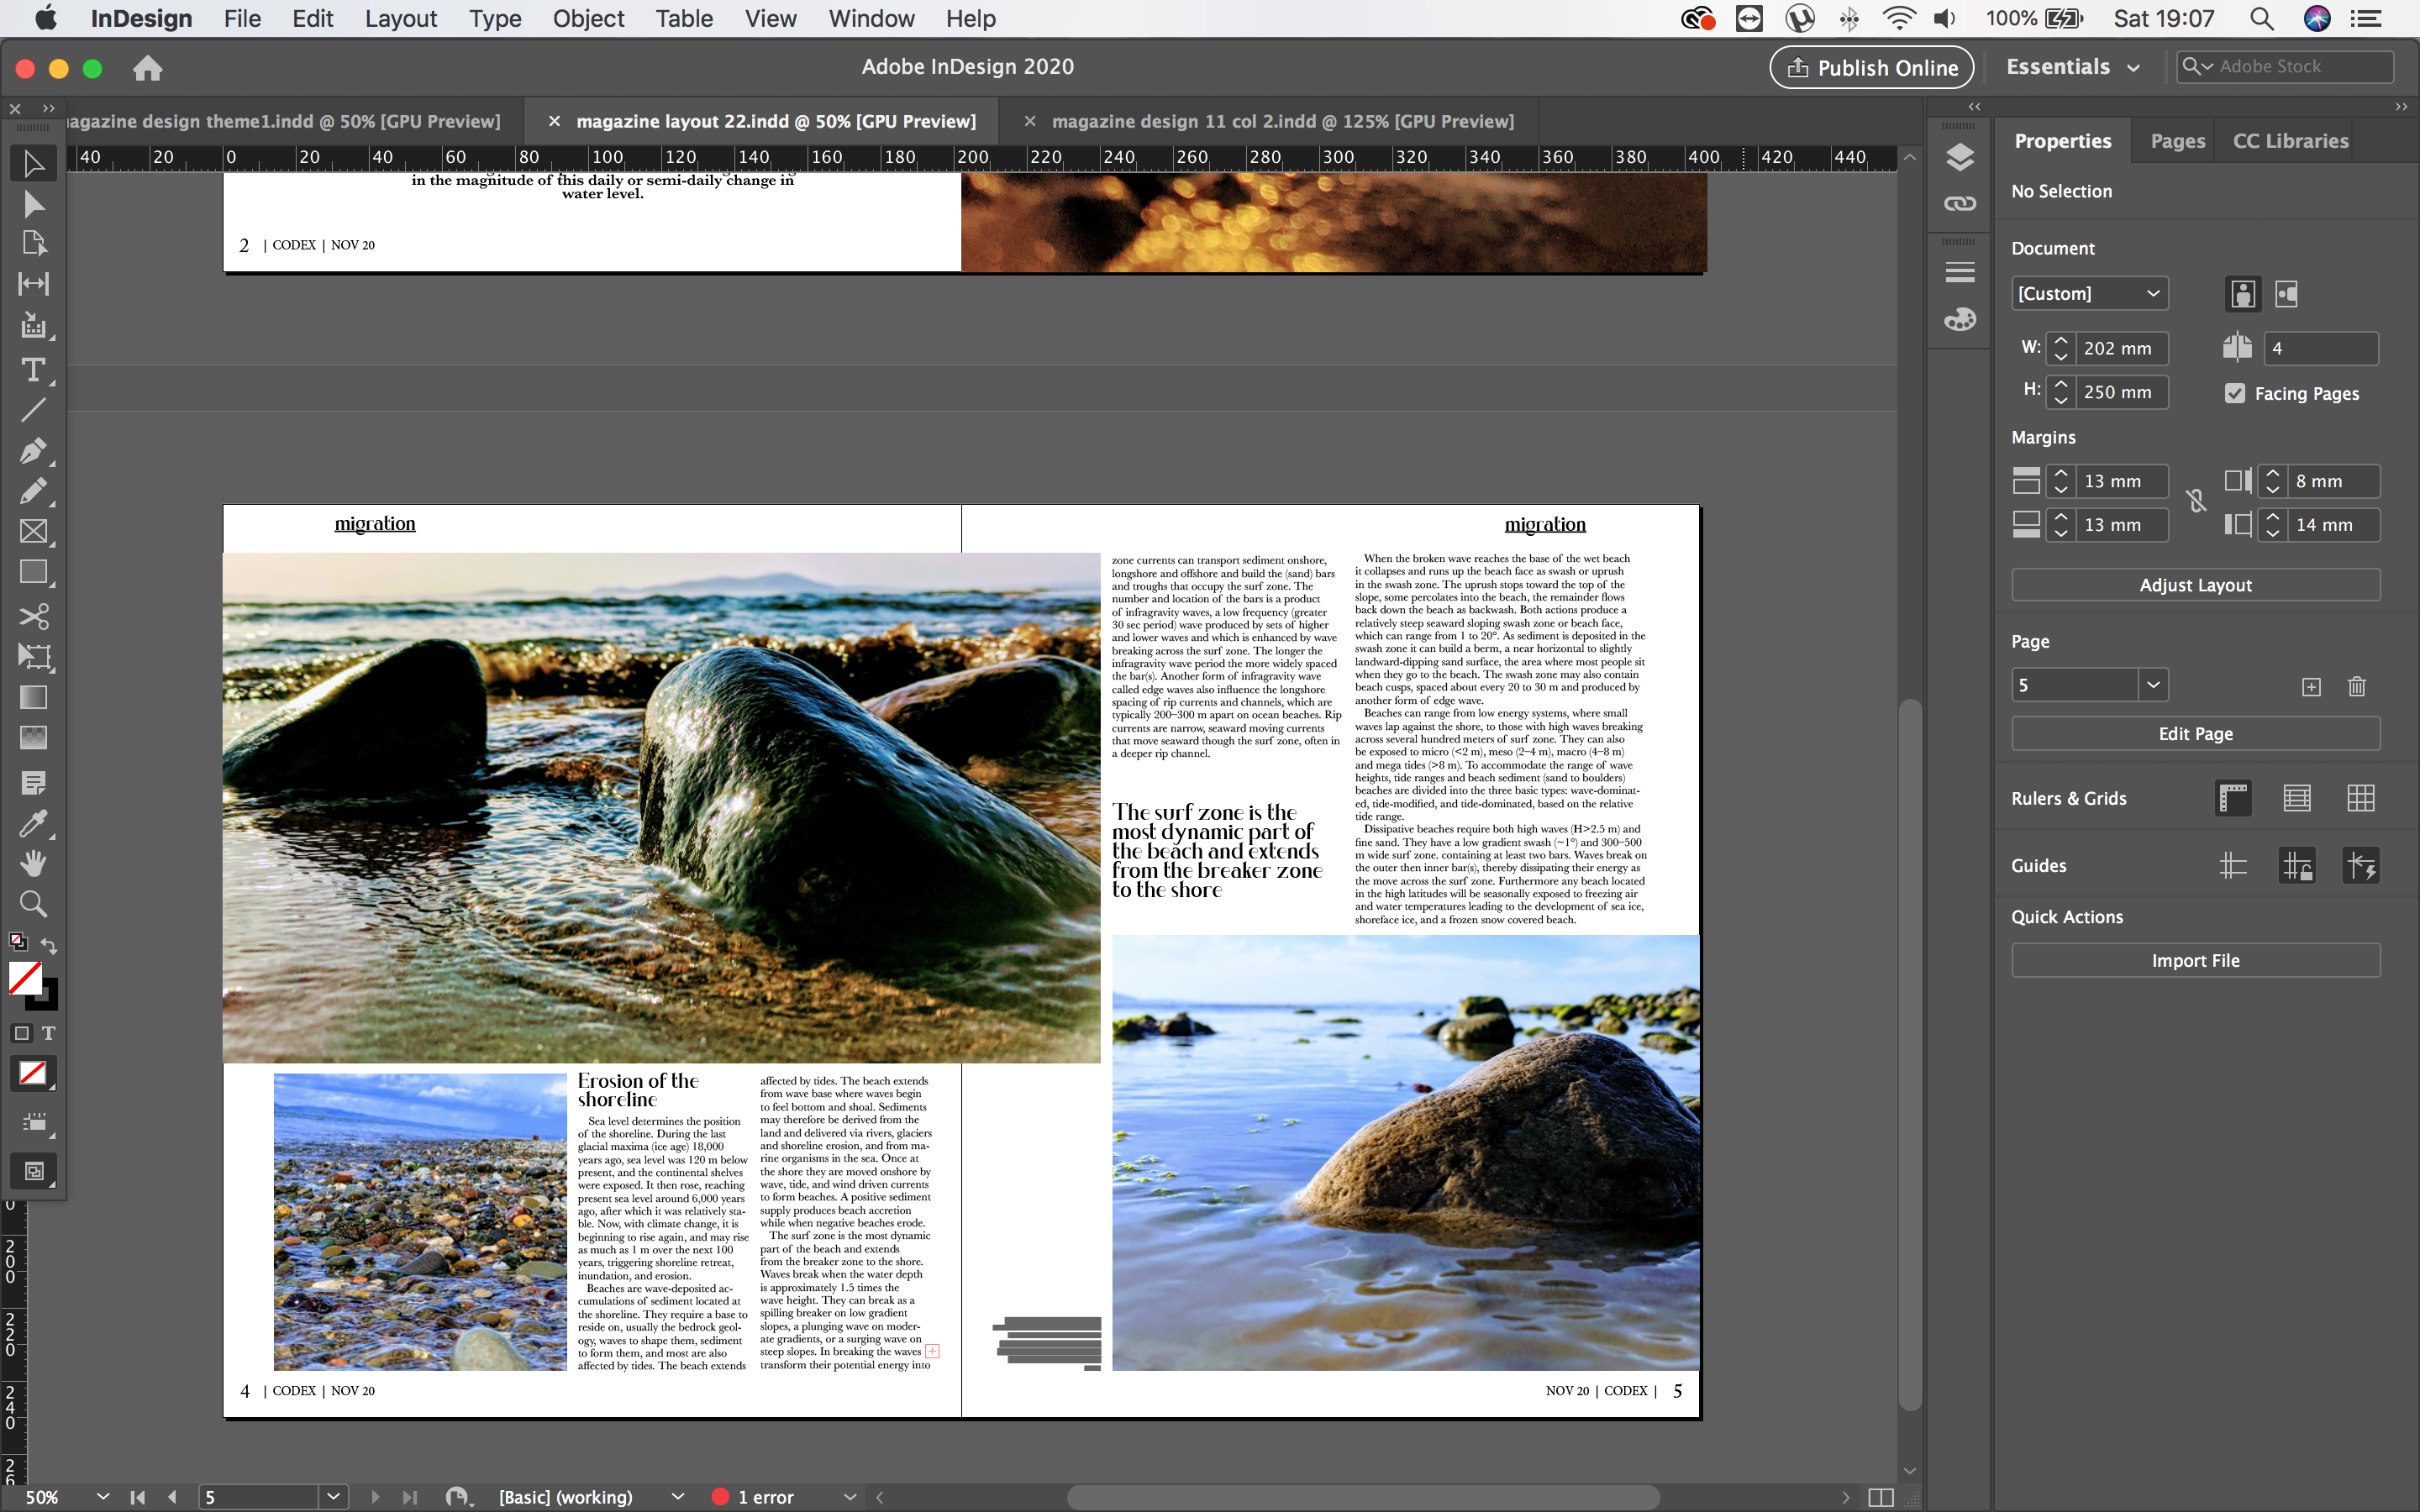 InDesign File Edit Layout Type Object Table View Window Help 100% Sat 19:07
Adobe InDesign 2020
Publish Online
Essentials
Adobe Stock
agazine design theme1.indd @ 50% [GPU Preview]
× magazine layout 22.indd @ 50% [GPU Preview]
× magazine design 11 col 2.indd @ 125% [GPU Preview]
40 20 0 20 40 60 80 100 120 140 160 180 200 220 240 260 280 300 320 340 360 380 400 420 440
in the magnitude of this daily or semi-daily change in
water level.
2 | CODEX | NOV 20
migration
migration
zone currents can transport sediment onshore,
longshore and offshore and build the (sand) bars
and troughs that occupy the surf zone. The
number and location of the bars is a product
of infragravity waves, a low frequency (greater
30 sec period) wave produced by sets of higher
and lower waves and which is enhanced by wave
breaking across the surf zone. The longer the
infragravity wave period the more widely spaced
the bar(s). Another form of infragravity wave
called edge waves also influence the longshore
spacing of rip currents and channels, which are
typically 200–300 m apart on ocean beaches. Rip
currents are narrow, seaward moving currents
that move seaward though the surf zone, often in
a deeper rip channel.
The surf zone is the
most dynamic part of
the beach and extends
from the breaker zone
to the shore
When the broken wave reaches the base of the wet beach
it collapses and runs up the beach face as swash or uprush
in the swash zone. The uprush stops toward the top of the
slope, some percolates into the beach, the remainder flows
back down the beach as backwash. Both actions produce a
relatively steep seaward sloping swash zone or beach face,
which can range from 1 to 20°. As sediment is deposited in the
swash zone it can build a berm, a near horizontal to slightly
landward-dipping sand surface, the area where most people sit
when they go to the beach. The swash zone may also contain
beach cusps, spaced about every 20 to 30 m and produced by
another form of edge wave.
Beaches can range from low energy systems, where small
waves lap against the shore, to those with high waves breaking
across several hundred meters of surf zone. They can also
be exposed to micro (<2 m), meso (2–4 m), macro (4–8 m)
and mega tides (>8 m). To accommodate the range of wave
heights, tide ranges and beach sediment (sand to boulders)
beaches are divided into the three basic types: wave-dominat-
ed, tide-modified, and tide-dominated, based on the relative
tide range.
Dissipative beaches require both high waves (H>2.5 m) and
fine sand. They have a low gradient swash (~1°) and 300–500
m wide surf zone. containing at least two bars. Waves break on
the outer then inner bar(s), thereby dissipating their energy as
the move across the surf zone. Furthermore any beach located
in the high latitudes will be seasonally exposed to freezing air
and water temperatures leading to the development of sea ice,
shoreface ice, and a frozen snow covered beach.
Erosion of the
shoreline
Sea level determines the position
of the shoreline. During the last
glacial maxima (ice age) 18,000
years ago, sea level was 120 m below
present, and the continental shelves
were exposed. It then rose, reaching
present sea level around 6,000 years
ago, after which it was relatively sta-
ble. Now, with climate change, it is
beginning to rise again, and may rise
as much as 1 m over the next 100
years, triggering shoreline retreat,
inundation, and erosion.
Beaches are wave-deposited ac-
cumulations of sediment located at
the shoreline. They require a base to
reside on, usually the bedrock geol-
ogy, waves to shape them, sediment
to form them, and most are also
affected by tides. The beach extends
affected by tides. The beach extends
from wave base where waves begin
to feel bottom and shoal. Sediments
may therefore be derived from the
land and delivered via rivers, glaciers
and shoreline erosion, and from ma-
rine organisms in the sea. Once at
the shore they are moved onshore by
wave, tide, and wind driven currents
to form beaches. A positive sediment
supply produces beach accretion
while when negative beaches erode.
The surf zone is the most dynamic
part of the beach and extends
from the breaker zone to the shore.
Waves break when the water depth
is approximately 1.5 times the
wave height. They can break as a
spilling breaker on low gradient
slopes, a plunging wave on moder-
ate gradients, or a surging wave on
steep slopes. In breaking the waves
transform their potential energy into
4 | CODEX | NOV 20
NOV 20 | CODEX | 5
0
200
220
240
26
50%
5
[Basic] (working)
1 error
Properties
Pages
CC Libraries
No Selection
Document
[Custom]
W: 202 mm
4
H: 250 mm
Facing Pages
Margins
13 mm
8 mm
13 mm
14 mm
Adjust Layout
Page
5
Edit Page
Rulers & Grids
Guides
Quick Actions
Import File